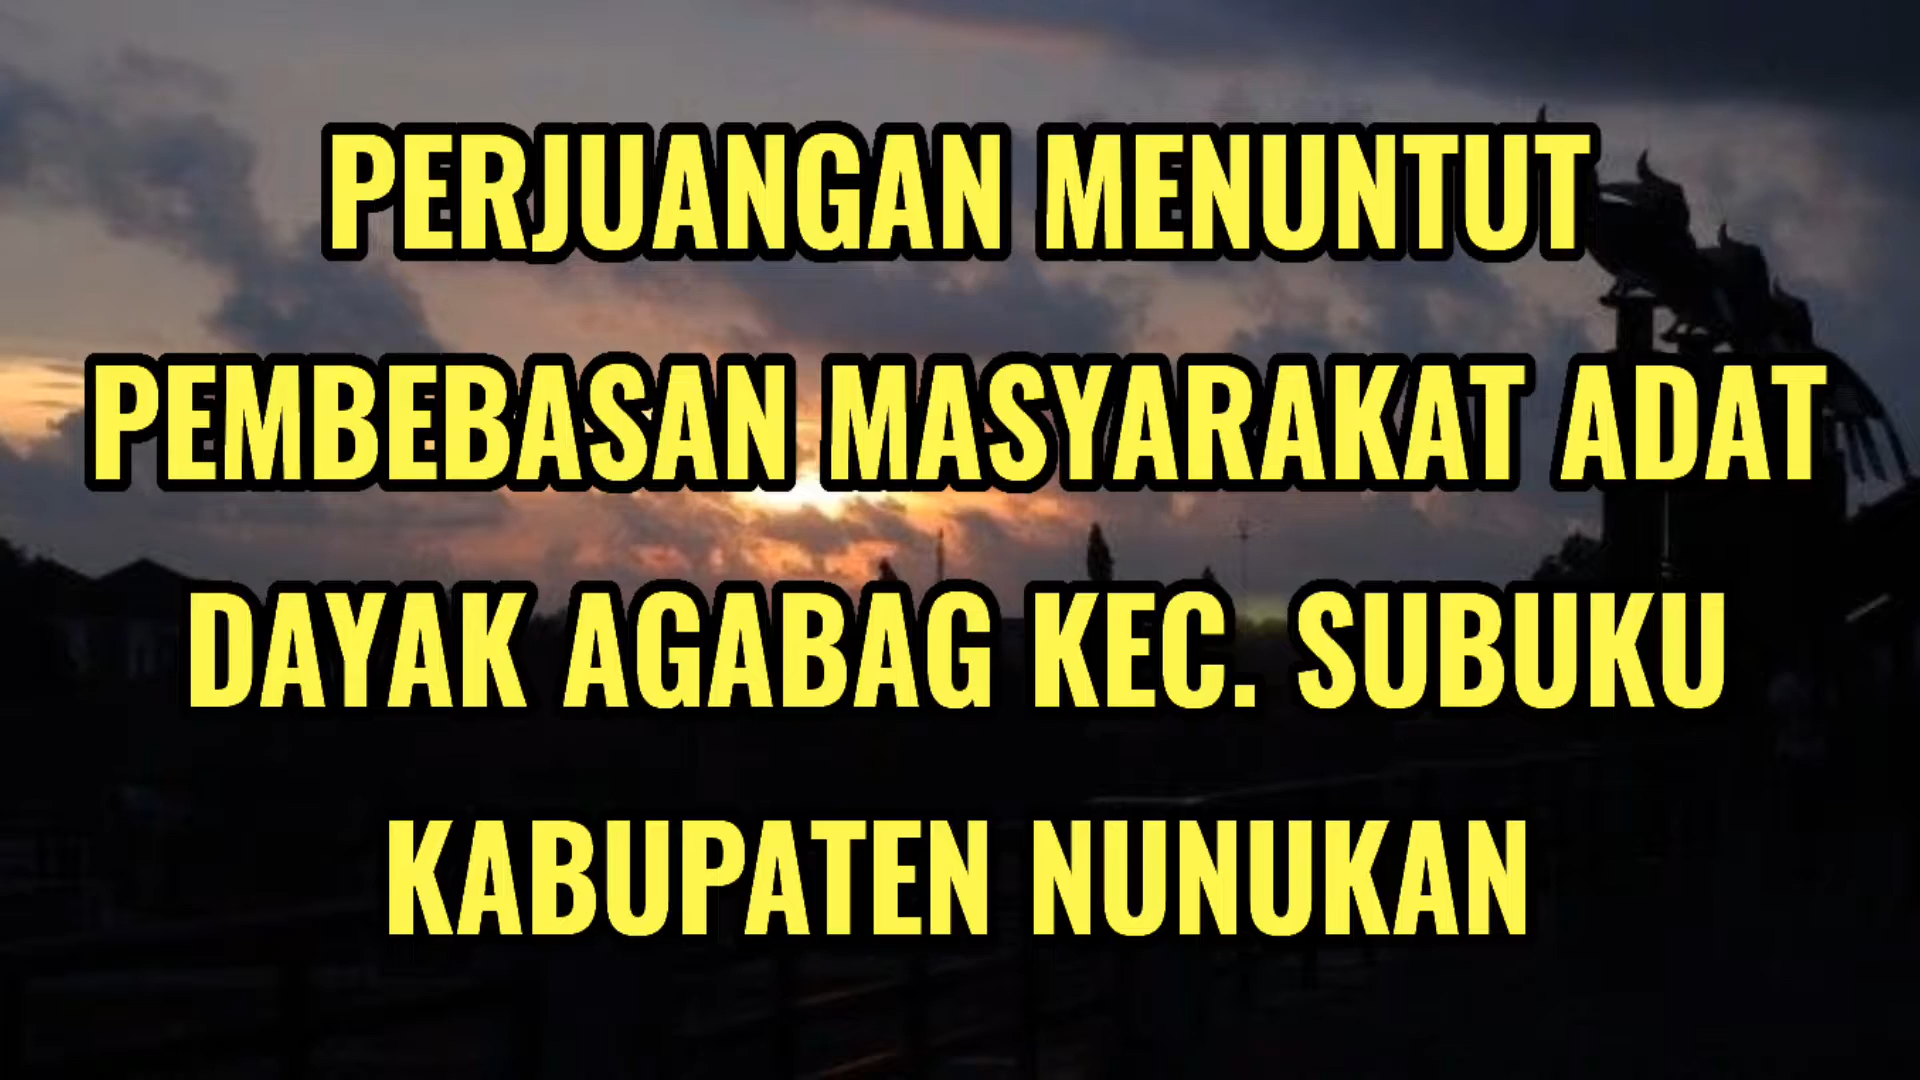 PERJUANGAN MENUNTUT
PEMBEBASAN MASYARAKAT ADAT
DAYAK AGABAG KEC. SUBUKU
KABUPATEN NUNUKAN